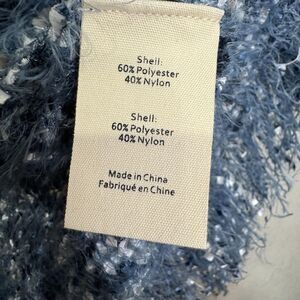 Shell:
60% Polyester
40% Nylon
Shell:
60% Polyester
40% Nylon
Made in China
Fabriqué en Chine